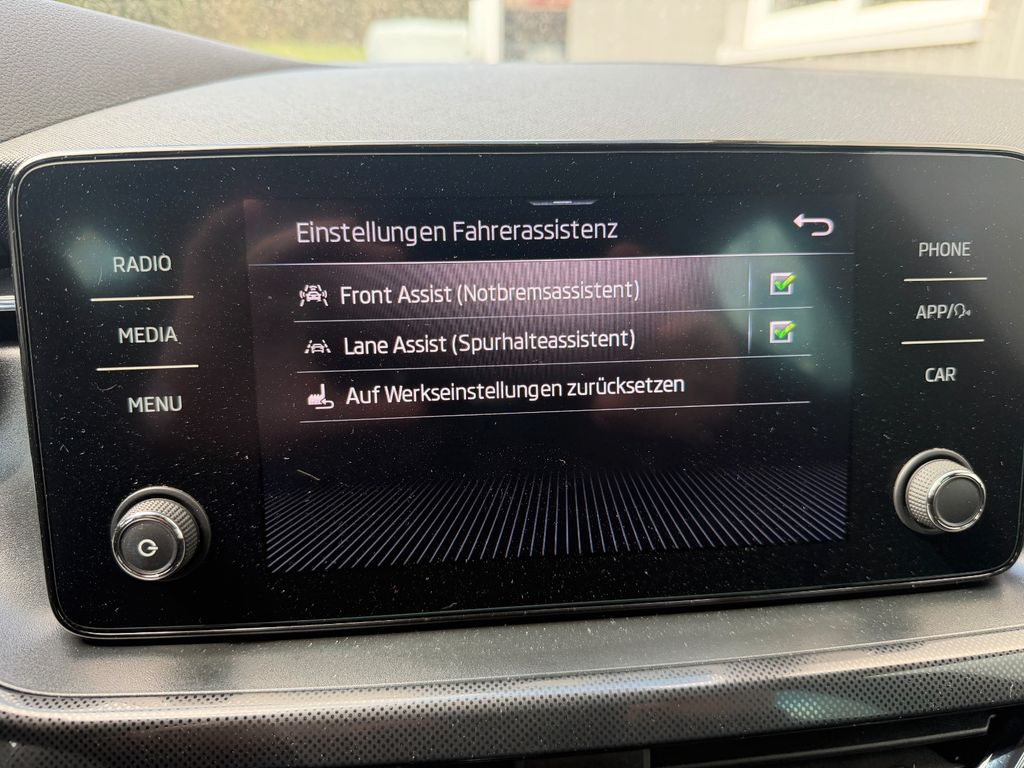 Einstellungen Fahrerassistenz
Front Assist (Notbremsassistent)
Lane Assist (Spurhalteassistent)
Auf Werkseinstellungen zurücksetzen
RADIO
MEDIA
MENU
PHONE
APP/
CAR